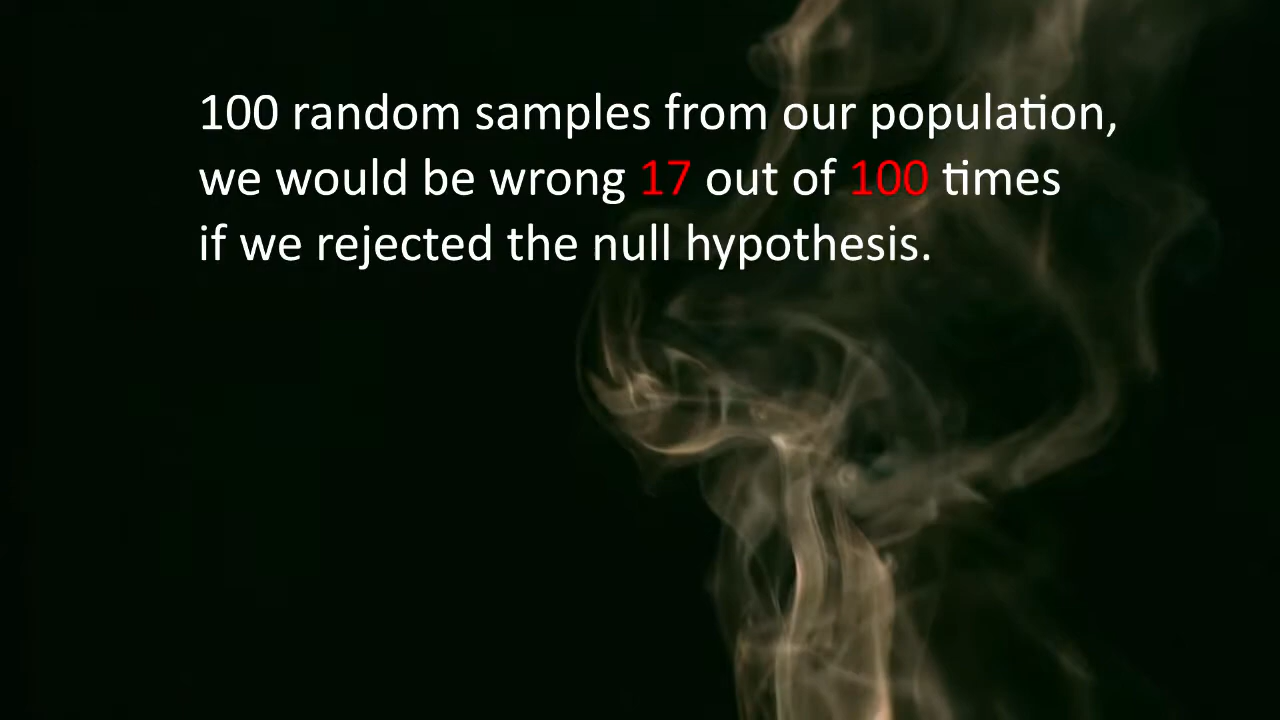 100 random samples from our population,
we would be wrong 17 out of 100 times
if we rejected the null hypothesis.